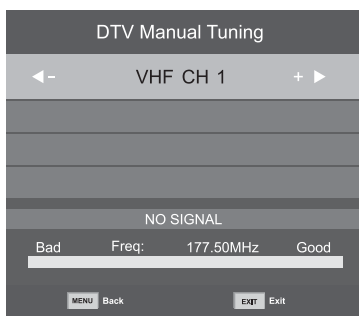 DTV Manual Tuning
- VHF CH 1 +
NO SIGNAL
Bad Freq: 177.50MHz Good
MENU Back EXIT Exit